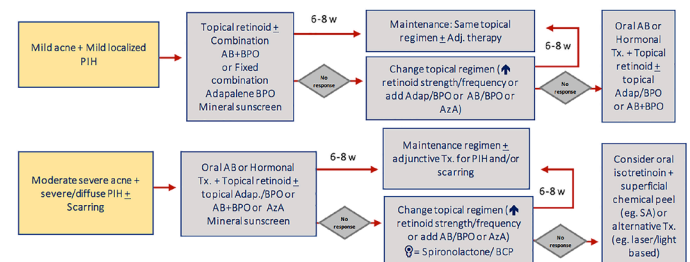 Mild acne + Mild localized
PIH
Topical retinoid ±
Combination
AB+BPO
or Fixed
combination
Adapalene BPO
Mineral sunscreen
6-8 w
No
response
Maintenance: Same topical
regimen ± Adj. therapy
Change topical regimen (
retinoid strength/frequency
or add Adap/BPO or AB/BPO or
AzA)
6-8 w
No
response
Oral AB or
Hormonal
Tx. + Topical
retinoid ±
topical
Adap/BPO
or AB+BPO
Moderate severe acne +
severe/diffuse PIH ±
Scarring
Oral AB or Hormonal
Tx. + Topical retinoid ±
topical Adap./BPO or
AB+BPO or AzA
Mineral sunscreen
6-8 w
No
response
Maintenance regimen ±
adjunctive Tx. for PIH and/or
scarring
Change topical regimen (
retinoid strength/frequency
or add AB/BPO or AzA)
= Spironolactone/ BCP
6-8 w
No
response
Consider oral
isotretinoin +
superficial
chemical peel
(eg. SA) or
alternative Tx.
(eg. laser/light
based)